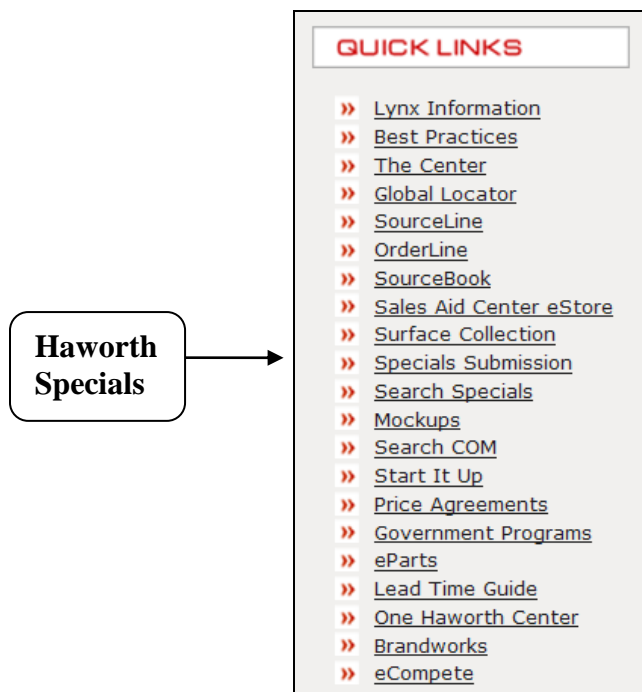 QUICK LINKS
Lynx Information
Best Practices
The Center
Global Locator
SourceLine
OrderLine
SourceBook
Sales Aid Center eStore
Surface Collection
Specials Submission
Search Specials
Mockups
Search COM
Start It Up
Price Agreements
Government Programs
eParts
Lead Time Guide
One Haworth Center
Brandworks
eCompete
Haworth
Specials